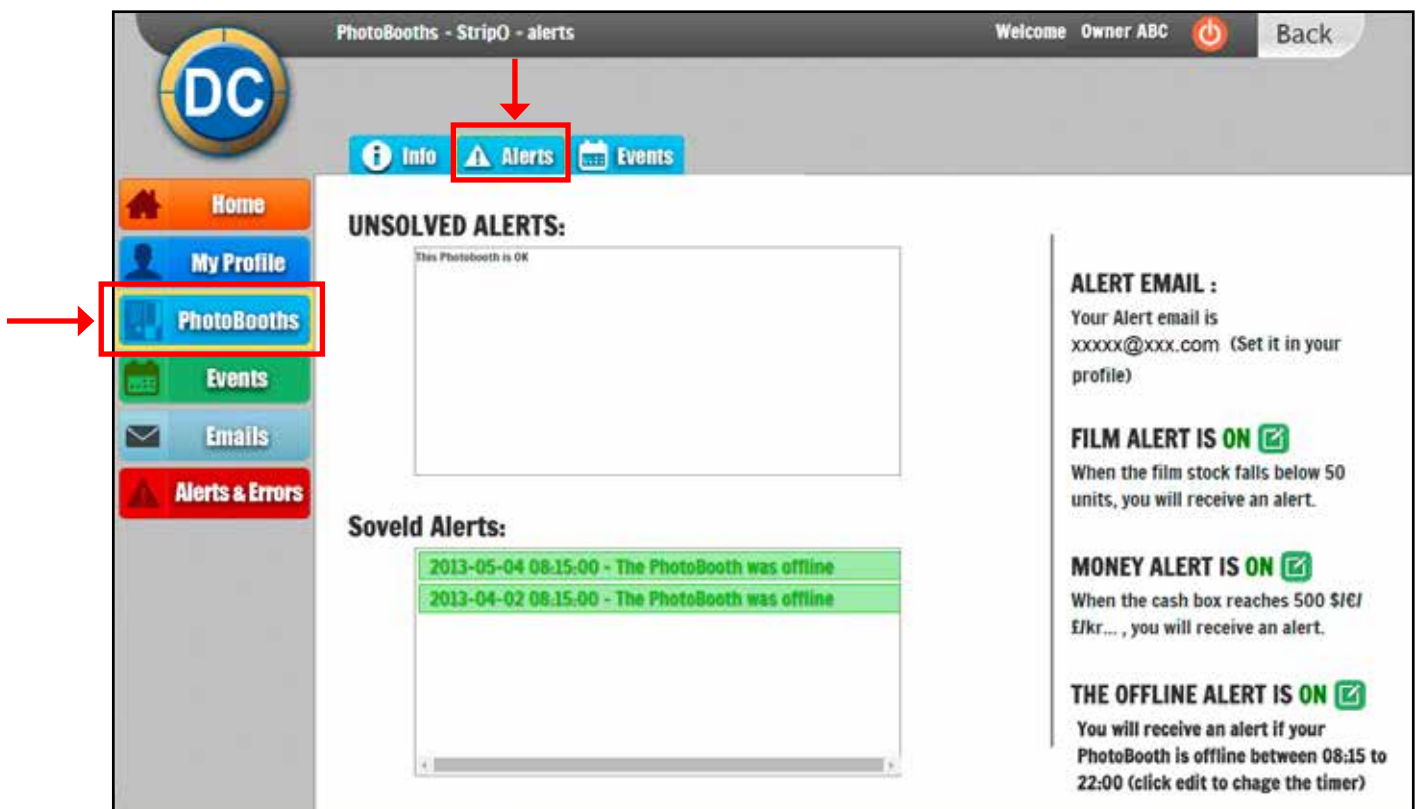 PhotoBooths - StripO - alerts
Welcome Owner ABC
Back
DC
Info
Alerts
Events
Home
My Profile
PhotoBooths
Events
Emails
Alerts & Errors
UNSOLVED ALERTS:
This Photobooth is OK
Soveld Alerts:
2013-05-04 08:15:00 - The PhotoBooth was offline
2013-04-02 08:15:00 - The PhotoBooth was offline
ALERT EMAIL :
Your Alert email is
xxxxx@xxx.com (Set it in your
profile)
FILM ALERT IS ON
When the film stock falls below 50
units, you will receive an alert.
MONEY ALERT IS ON
When the cash box reaches 500 $/€/
£/kr... , you will receive an alert.
THE OFFLINE ALERT IS ON
You will receive an alert if your
PhotoBooth is offline between 08:15 to
22:00 (click edit to chage the timer)